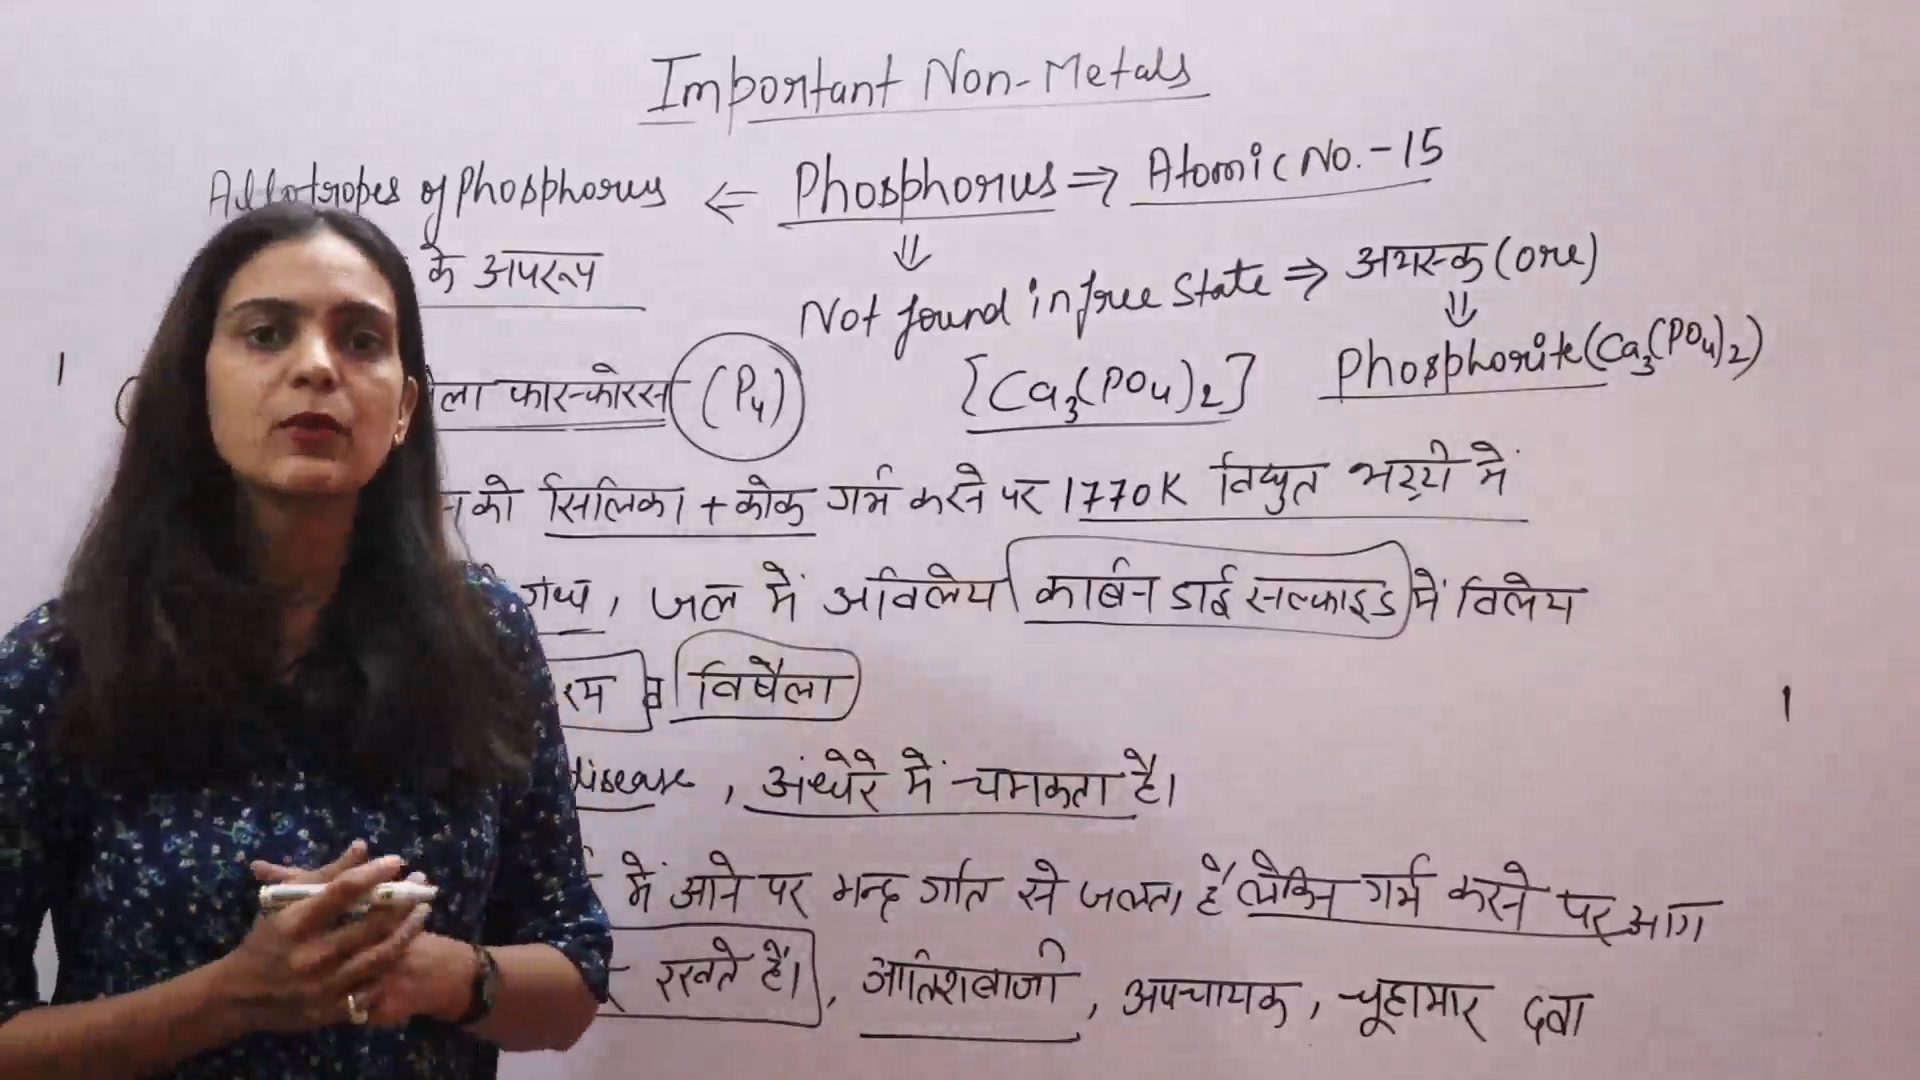 Important Non-Metals
Allotropes of Phosphorus <= Phosphorus => Atomic No. - 15
के अपरूप
Not found in free State => अयस्क (ore)
ला फास्फोरस (P4) [Ca3(PO4)2] Phosphorite (Ca3(PO4)2)
को सिलिका + कोक गर्म करने पर 1770K विद्युत भट्टी में
गंध, जल में अविलेय कार्बन डाई सल्फाइड में विलेय
व विषैला
disease, अंधेरे में चमकता है।
में आने पर मन्द गति से जलता है लेकिन गर्म करने पर आग
रखते हैं।, आतिशबाजी, अपचायक, चूहामार दवा